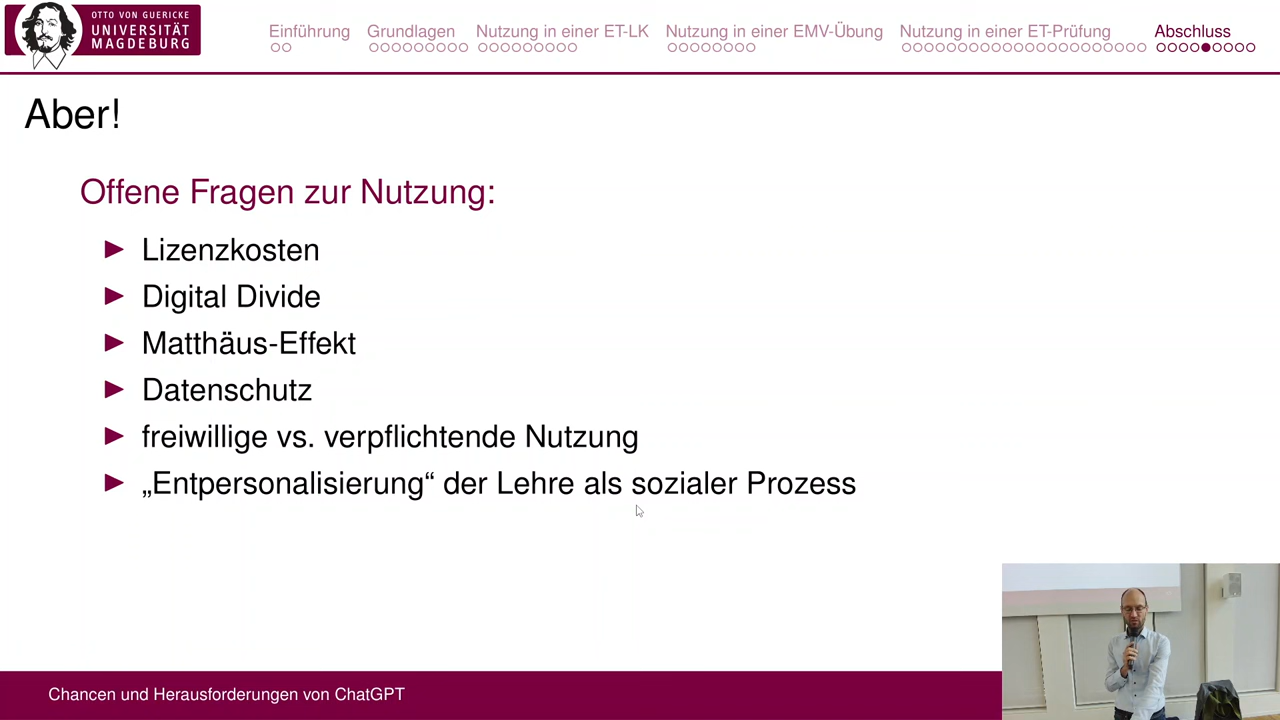 OTTO VON GUERICKE
UNIVERSITÄT
MAGDEBURG
Einführung
Grundlagen
Nutzung in einer ET-LK
Nutzung in einer EMV-Übung
Nutzung in einer ET-Prüfung
Abschluss
Aber!
Offene Fragen zur Nutzung:
Lizenzkosten
Digital Divide
Matthäus-Effekt
Datenschutz
freiwillige vs. verpflichtende Nutzung
„Entpersonalisierung“ der Lehre als sozialer Prozess
Chancen und Herausforderungen von ChatGPT